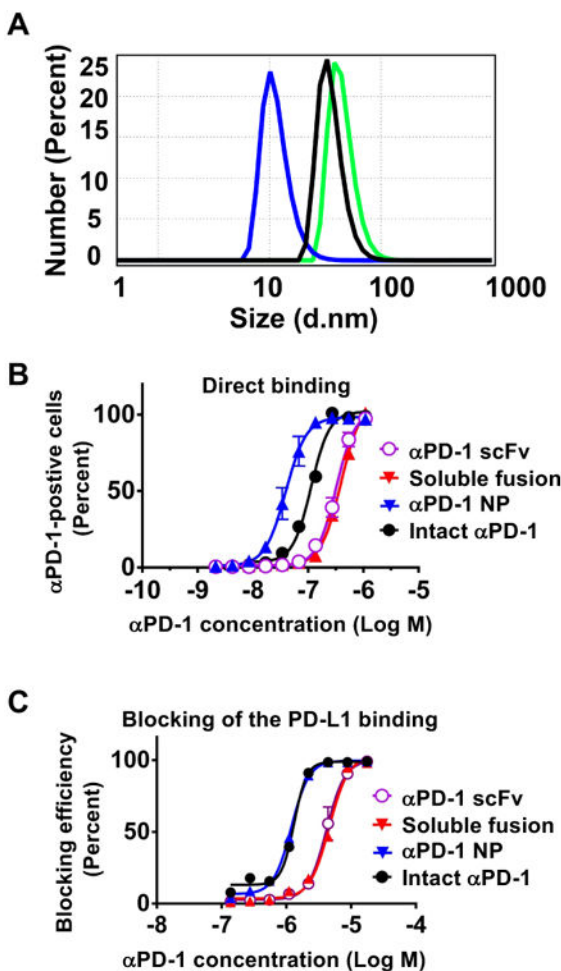 A
Number (Percent)
25
20
15
10
5
0
1 10 100 1000
Size (d.nm)
B
Direct binding
αPD-1-postive cells
(Percent)
100
50
0
-10 -9 -8 -7 -6 -5
αPD-1 concentration (Log M)
αPD-1 scFv
Soluble fusion
αPD-1 NP
Intact αPD-1
C
Blocking of the PD-L1 binding
Blocking efficiency
(Percent)
100
50
0
-8 -7 -6 -5 -4
αPD-1 concentration (Log M)
αPD-1 scFv
Soluble fusion
αPD-1 NP
Intact αPD-1